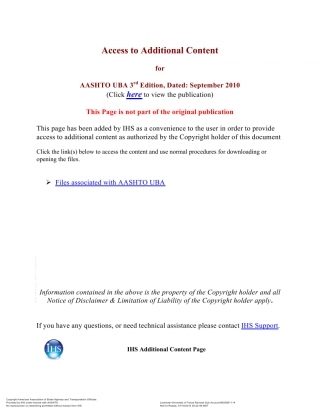 Access to Additional Content
for
AASHTO UBA 3rd Edition, Dated: September 2010
(Click here to view the publication)
This Page is not part of the original publication
This page has been added by IHS as a convenience to the user in order to provide
access to additional content as authorized by the Copyright holder of this document
Click the link(s) below to access the content and use normal procedures for downloading or
opening the files.
➢ Files associated with AASHTO UBA
Information contained in the above is the property of the Copyright holder and all
Notice of Disclaimer & Limitation of Liability of the Copyright holder apply.
If you have any questions, or need technical assistance please contact IHS Support.
IHS Additional Content Page